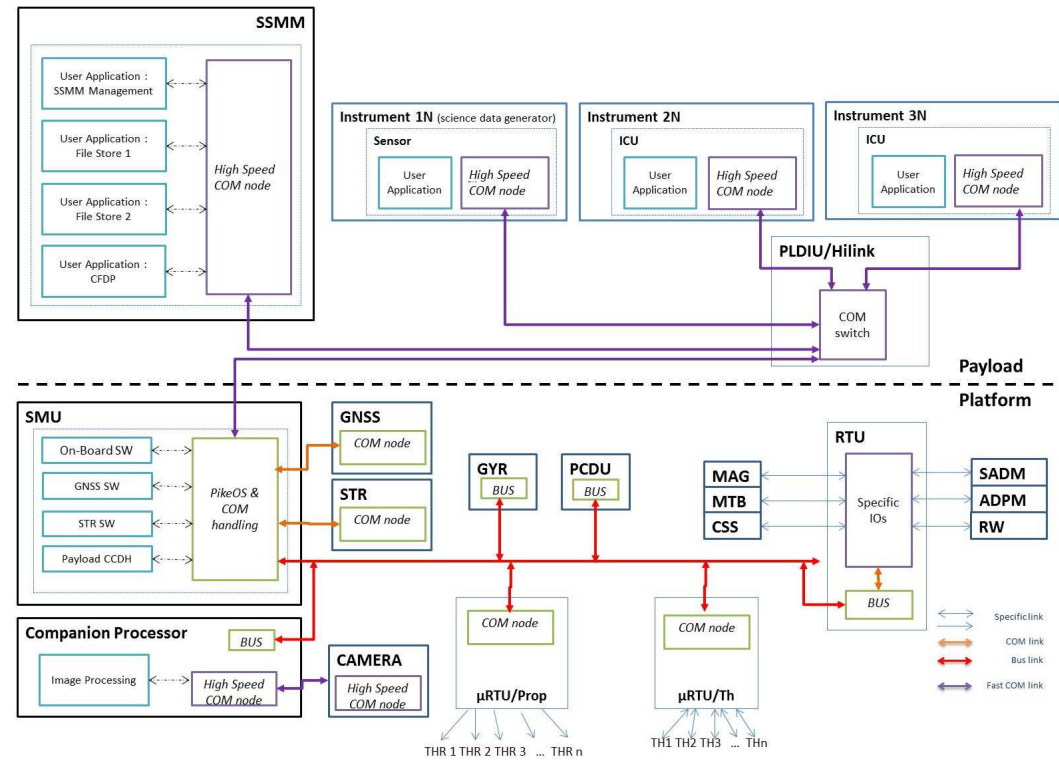 SSMM
User Application :
SSMM Management
User Application :
File Store 1
User Application :
File Store 2
User Application :
CFDP
High Speed
COM node
Instrument 1N (science data generator)
Sensor
User
Application
High Speed
COM node
Instrument 2N
ICU
User
Application
High Speed
COM node
Instrument 3N
ICU
User
Application
High Speed
COM node
PLDIU/Hilink
COM
switch
Payload
Platform
SMU
On-Board SW
GNSS SW
STR SW
Payload CCDH
PikeOS &
COM
handling
GNSS
COM node
STR
COM node
GYR
BUS
PCDU
BUS
RTU
MAG
MTB
CSS
Specific
IOs
SADM
ADPM
RW
BUS
Companion Processor
BUS
Image Processing
High Speed
COM node
CAMERA
High Speed
COM node
COM node
µRTU/Prop
THR 1 THR 2 THR 3 ... THR n
COM node
µRTU/Th
TH1 TH2 TH3 ... THn
Specific link
COM link
Bus link
Fast COM link